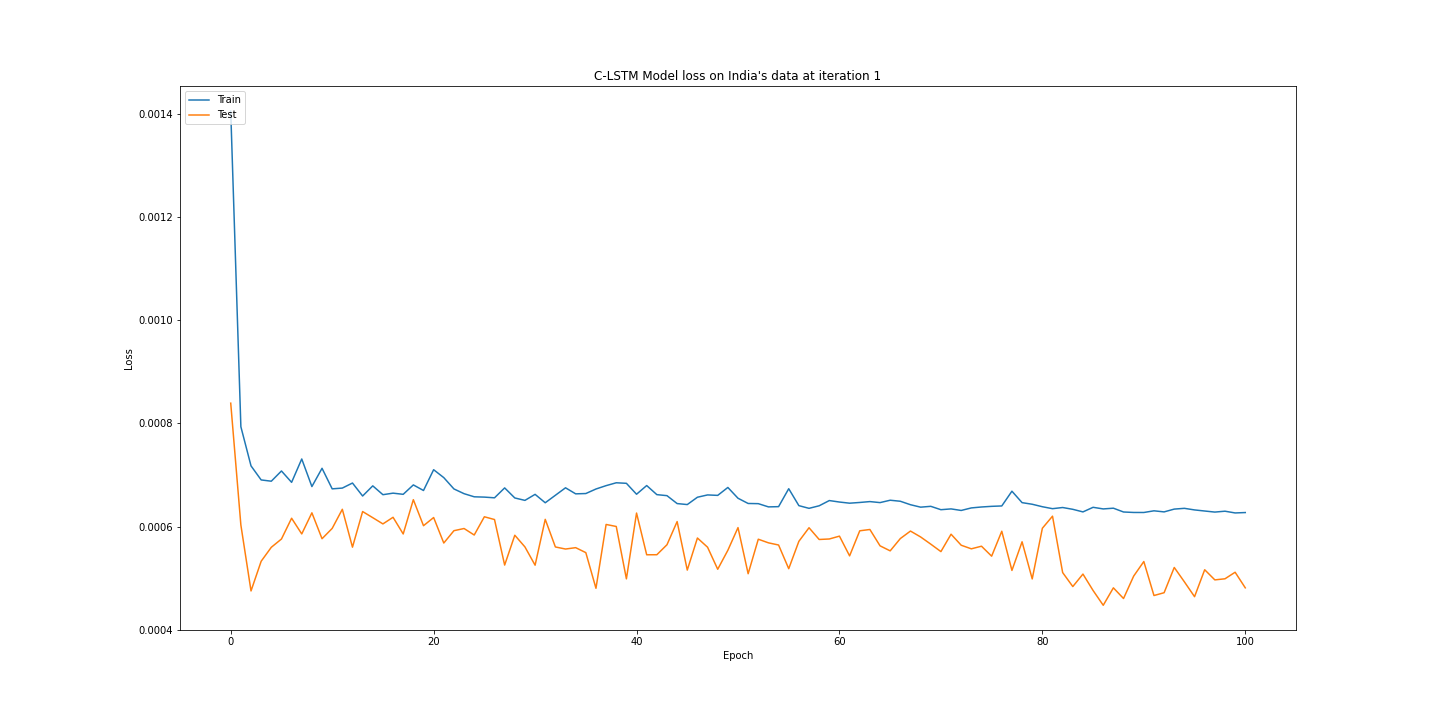 C-LSTM Model loss on India's data at iteration 1
Train
Test
0.0014
0.0012
0.0010
0.0008
0.0006
0.0004
Loss
0 20 40 60 80 100
Epoch